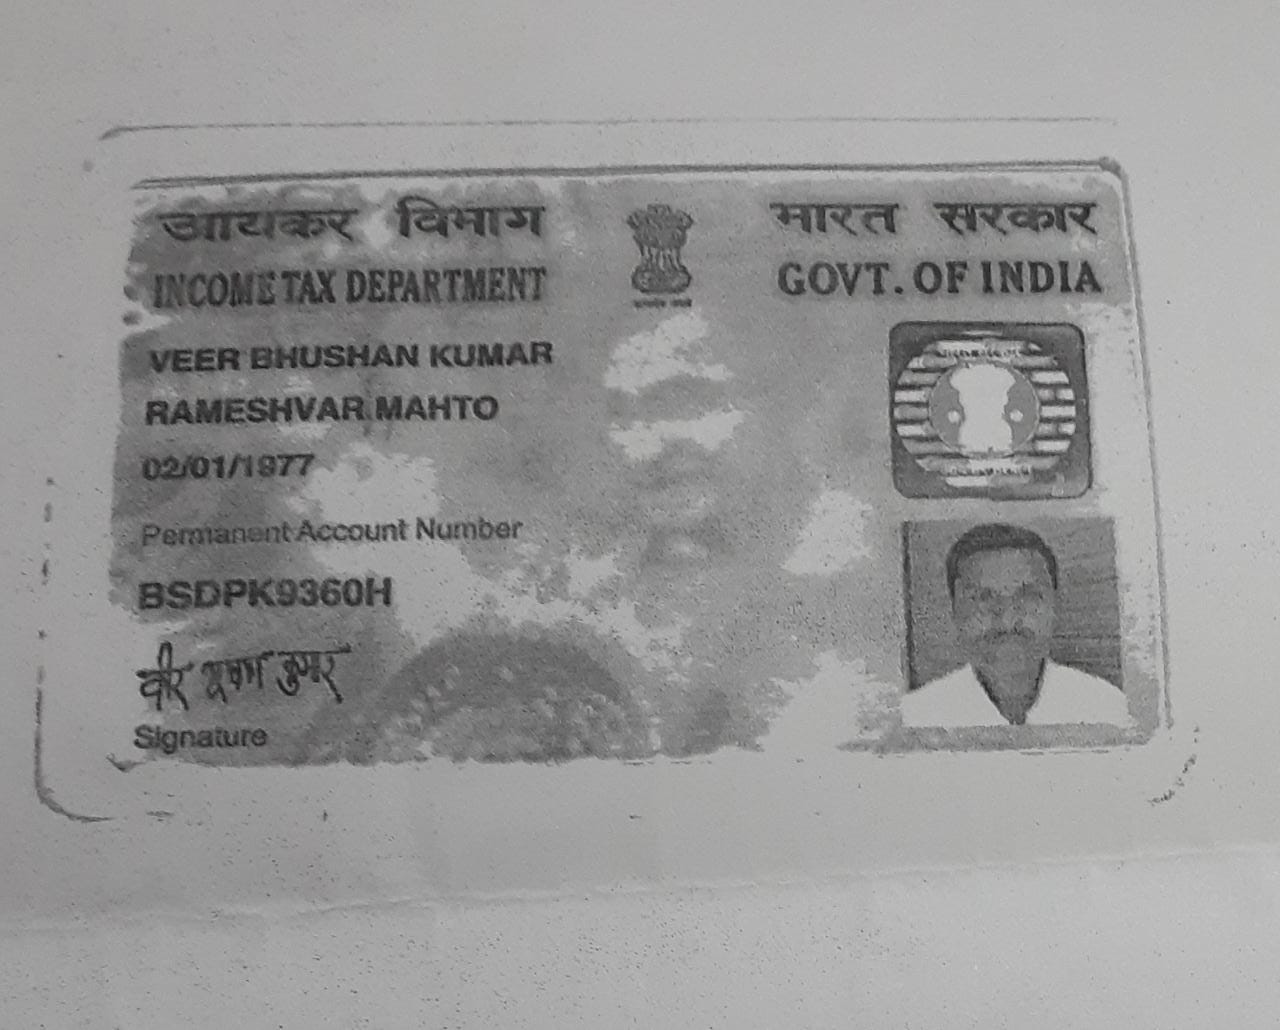 आयकर विभाग
INCOME TAX DEPARTMENT
भारत सरकार
GOVT. OF INDIA
VEER BHUSHAN KUMAR
RAMESHVAR MAHTO
02/01/1977
Permanent Account Number
BSDPK9360H
वीर भूषण कुमार
Signature